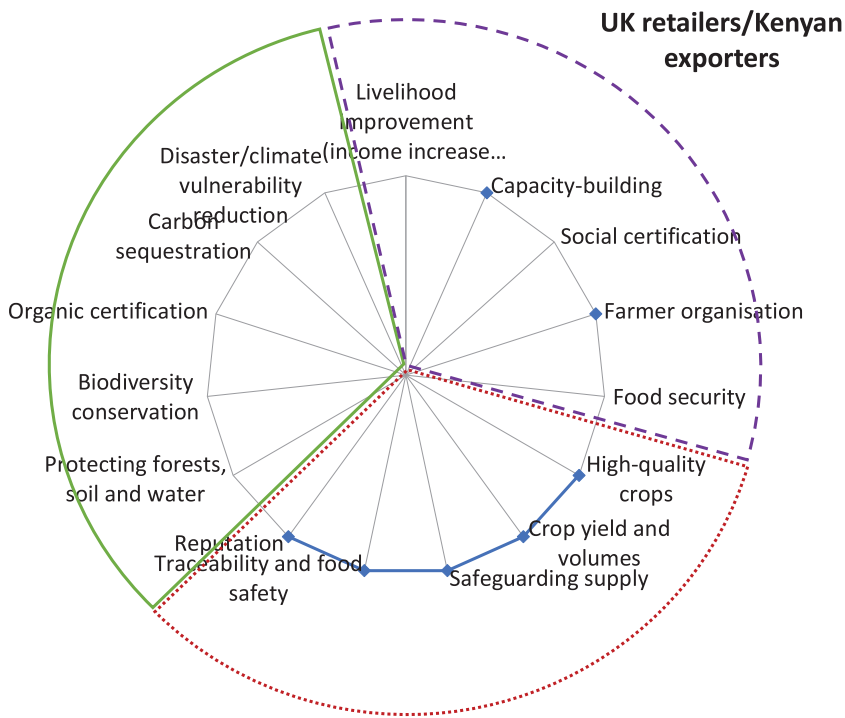 UK retailers/Kenyan
exporters
Livelihood
improvement
(income increase...
Capacity-building
Social certification
Farmer organisation
Food security
High-quality
crops
Crop yield and
volumes
Safeguarding supply
Traceability and food
safety
Reputation
Protecting forests,
soil and water
Biodiversity
conservation
Organic certification
Carbon
sequestration
Disaster/climate
vulnerability
reduction